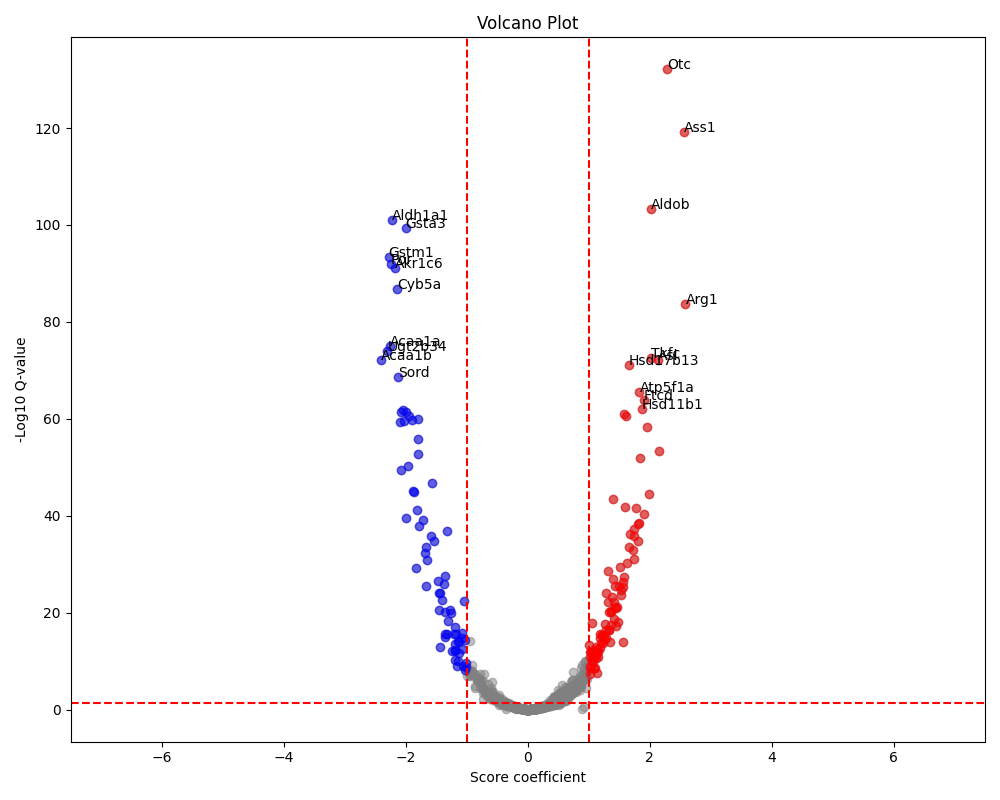 Volcano Plot
Otc
Ass1
Aldob
Aldh1a1
Gsta3
Gstm1
Akr1c6
Cyb5a
Arg1
Acaa1a
Ugt2b34
Acaa1b
Sord
Tkfc
Hsd17b13
Atp5f1a
Ftcd
Hsd11b1
120
100
80
60
40
20
0
-Log10 Q-value
−6
−4
−2
0
2
4
6
Score coefficient